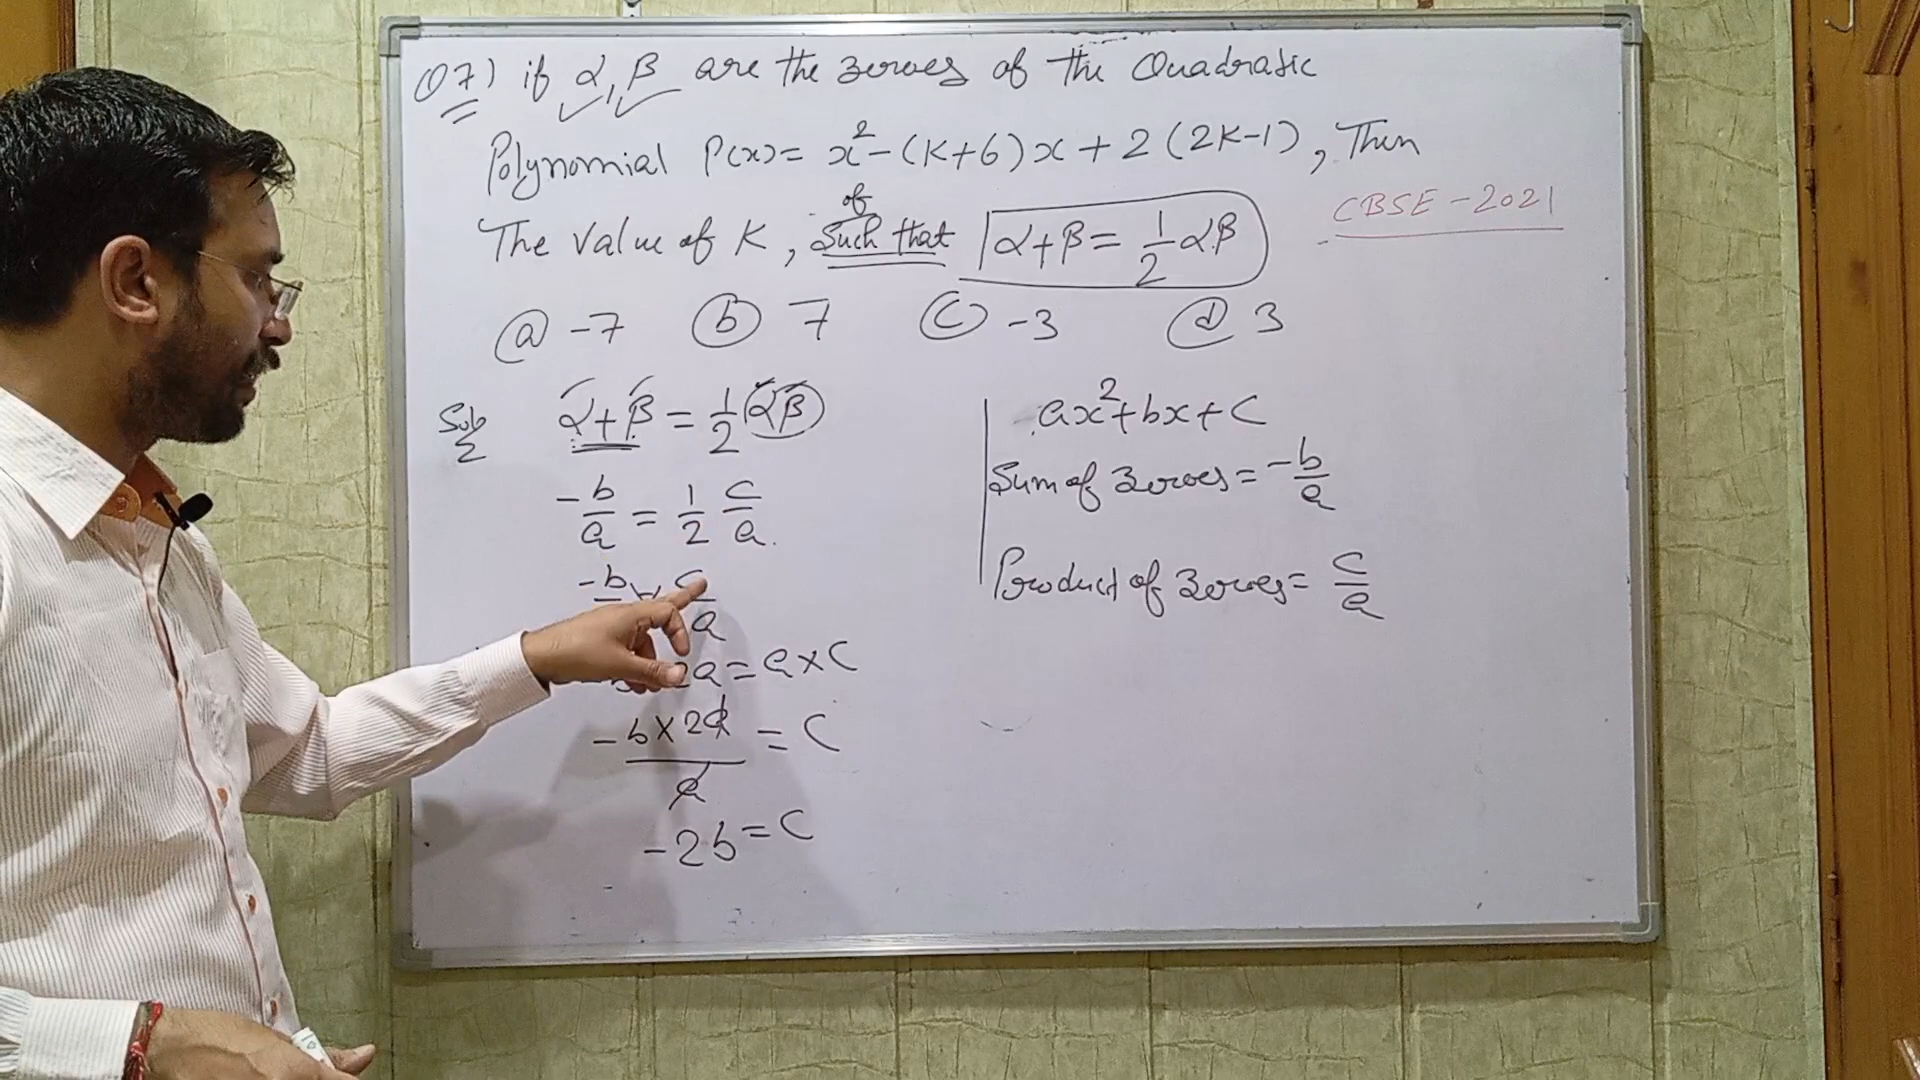 Q7) if α, β are the Zeroes of the Quadratic
Polynomial P(x) = x² - (K+6)x + 2(2K-1), Then
The Value of K, Such that α+β = 1/2 αβ
of
CBSE - 2021
(a) -7 (b) 7 (c) -3 (d) 3
Sol α+β = 1/2 αβ
-b/a = 1/2 c/a
-b c/a
2a = a×C
-b×2a/a = C
-2b = C
ax²+bx+C
Sum of Zeroes = -b/a
Product of Zeroes = C/a